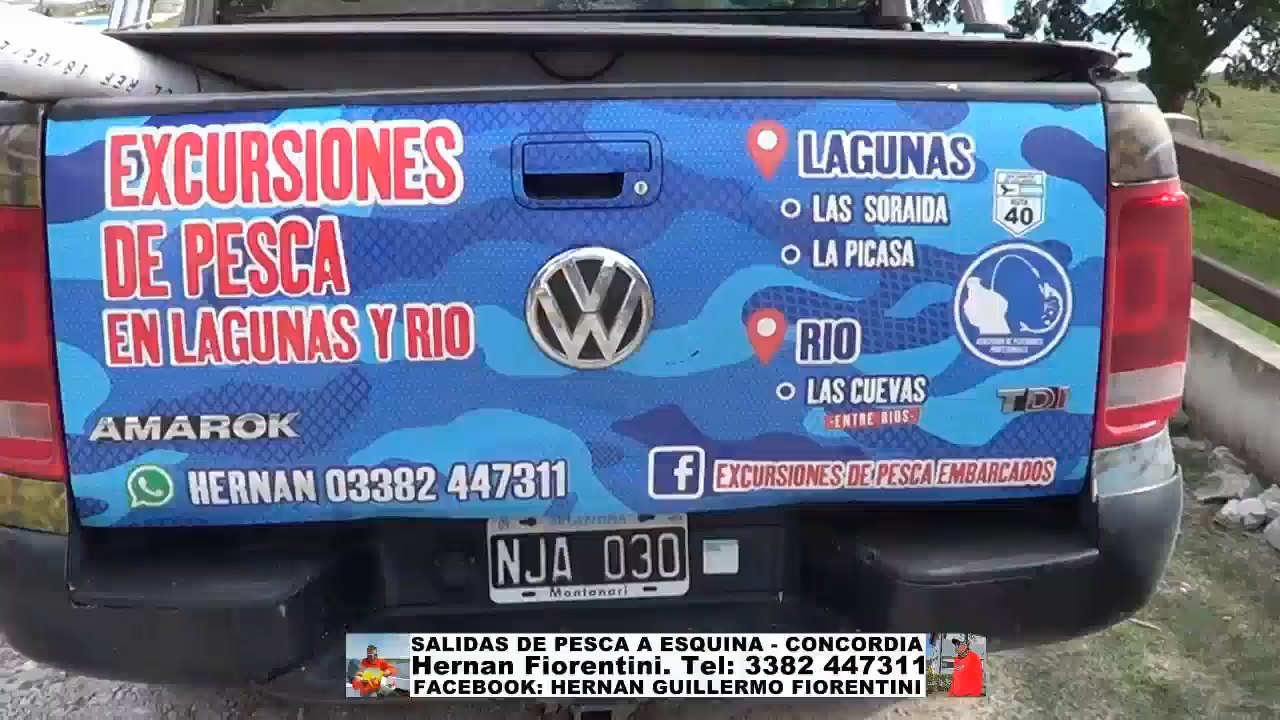 EXCURSIONES
DE PESCA
EN LAGUNAS Y RIO
AMAROK
HERNAN 03382 447311
LAGUNAS
LAS SORAIDA
LA PICASA
RIO
LAS CUEVAS
-ENTRE RIOS-
40
TDI
f EXCURSIONES DE PESCA EMBARCADOS
NJA 030
Montanari
SALIDAS DE PESCA A ESQUINA - CONCORDIA
Hernan Fiorentini. Tel: 3382 447311
FACEBOOK: HERNAN GUILLERMO FIORENTINI